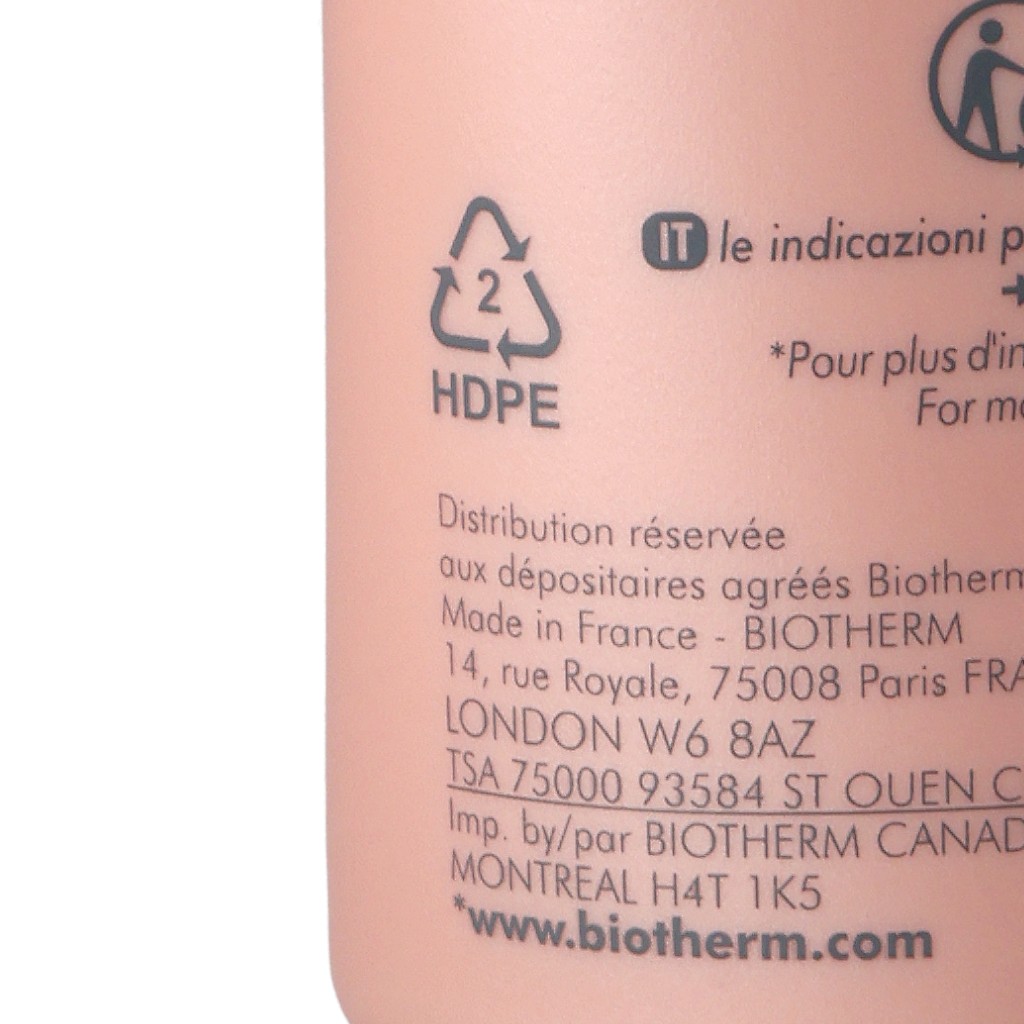 2
HDPE
IT le indicazioni
*Pour plus
For
Distribution réservée
aux dépositaires agréés Biotherm
Made in France - BIOTHERM
14, rue Royale, 75008 Paris
LONDON W6 8AZ
TSA 75000 93584 ST OUEN
Imp. by/par BIOTHERM
MONTREAL H4T 1K5
*www.biotherm.com